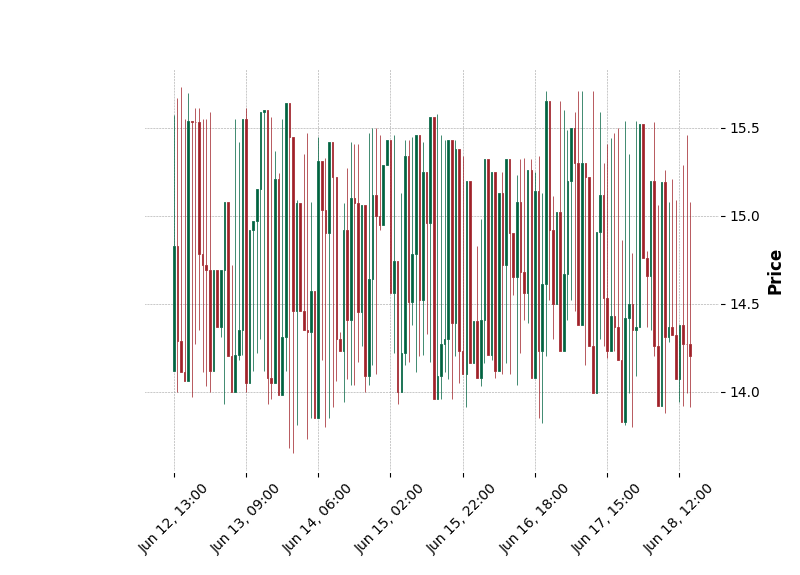 15.5
15.0
14.5
14.0
Price
Jun 12, 13:00
Jun 13, 09:00
Jun 14, 06:00
Jun 15, 02:00
Jun 15, 22:00
Jun 16, 18:00
Jun 17, 15:00
Jun 18, 12:00